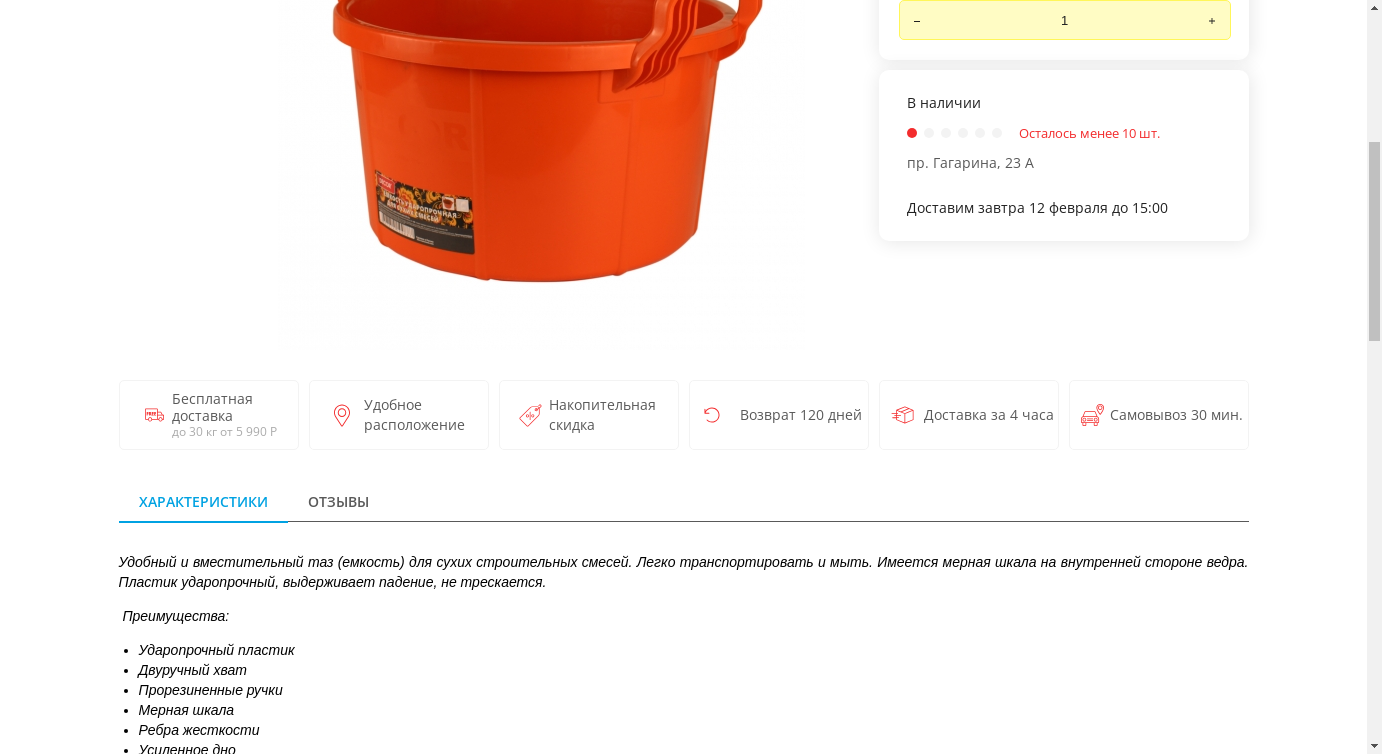 − 1 +
В наличии
Осталось менее 10 шт.
пр. Гагарина, 23 А
Доставим завтра 12 февраля до 15:00
Бесплатная
доставка
до 30 кг от 5 990 Р
Удобное
расположение
Накопительная
скидка
Возврат 120 дней
Доставка за 4 часа
Самовывоз 30 мин.
ХАРАКТЕРИСТИКИ ОТЗЫВЫ
Удобный и вместительный таз (емкость) для сухих строительных смесей. Легко транспортировать и мыть. Имеется мерная шкала на внутренней стороне ведра.
Пластик ударопрочный, выдерживает падение, не трескается.
Преимущества:
• Ударопрочный пластик
• Двуручный хват
• Прорезиненные ручки
• Мерная шкала
• Ребра жесткости
• Усиленное дно